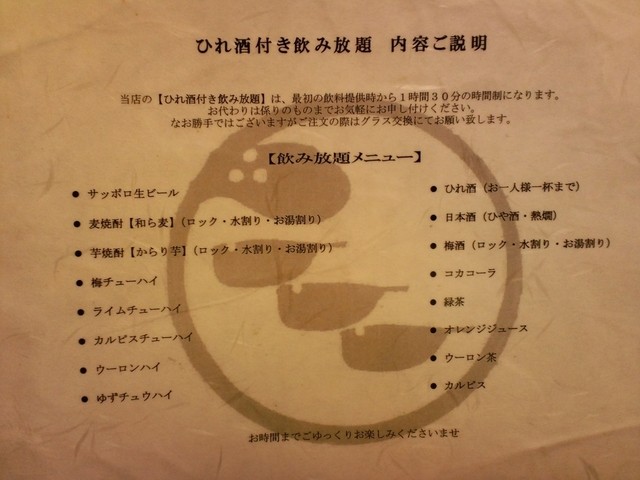 ひれ酒付き飲み放題 内容ご説明
当店の【ひれ酒付き飲み放題】は、最初の飲料提供時から１時間３０分の時間制になります。
お代わりは係りのものまでお気軽にお申し付けください。
なお勝手ではございますがご注文の際はグラス交換にてお願い致します。
【飲み放題メニュー】
● サッポロ生ビール
● 麦焼酎【和ら麦】（ロック・水割り・お湯割り）
● 芋焼酎【からり芋】（ロック・水割り・お湯割り）
● 梅チューハイ
● ライムチューハイ
● カルピスチューハイ
● ウーロンハイ
● ゆずチュウハイ
● ひれ酒（お一人様一杯まで）
● 日本酒（ひや酒・熱燗）
● 梅酒（ロック・水割り・お湯割り）
● コカコーラ
● 緑茶
● オレンジジュース
● ウーロン茶
● カルピス
お時間までごゆっくりお楽しみくださいませ